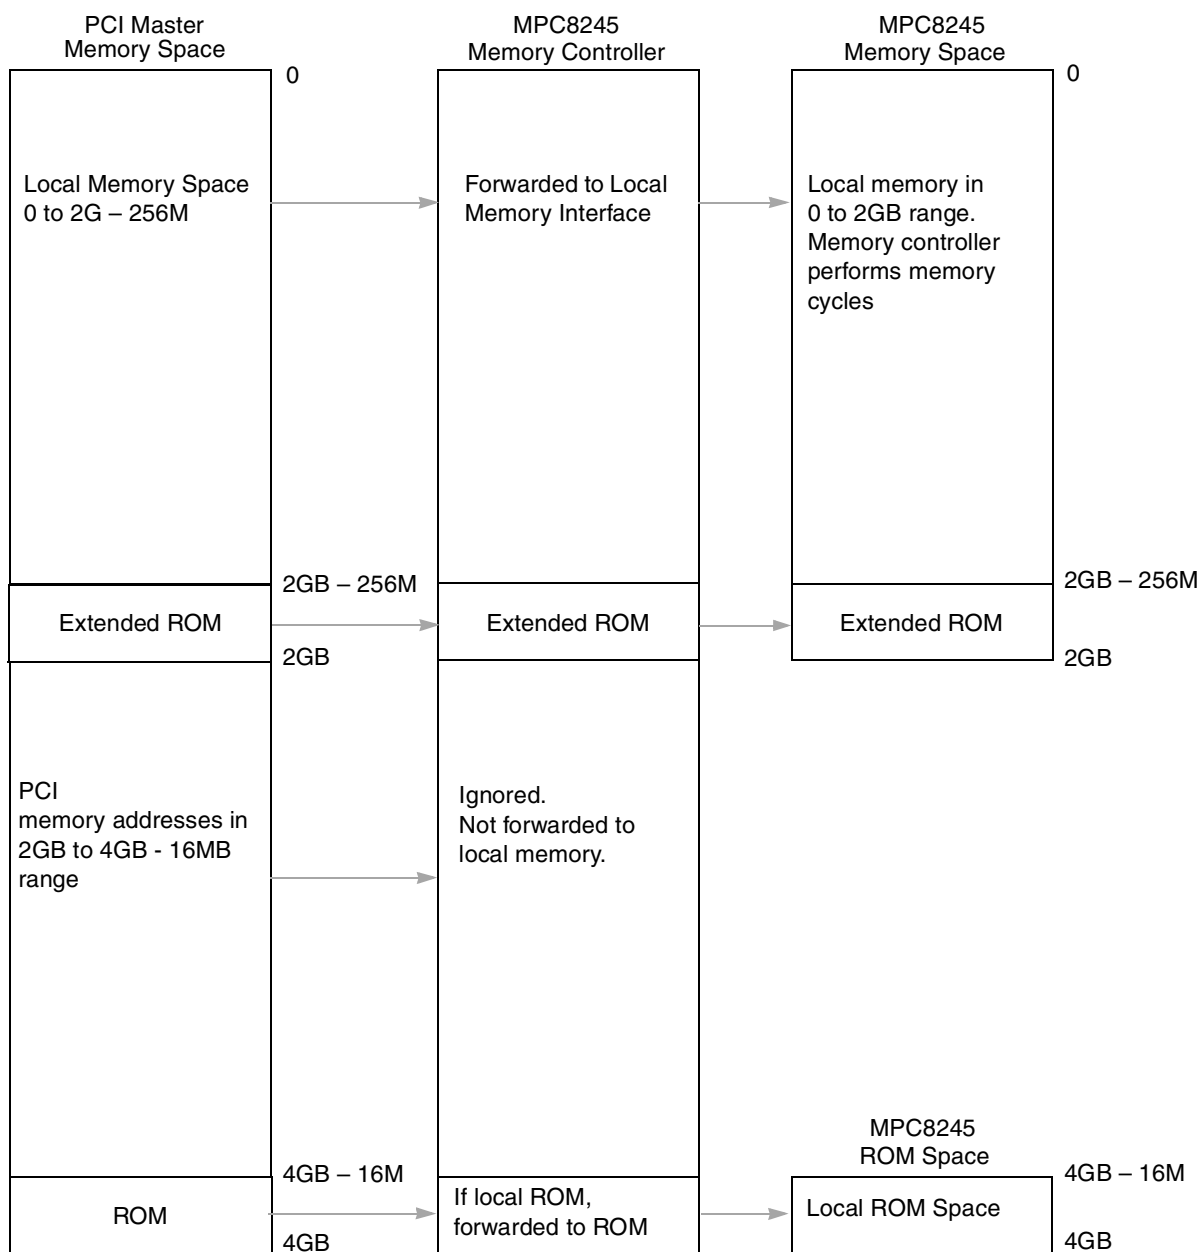 PCI Master
Memory Space
MPC8245
Memory Controller
MPC8245
Memory Space
0
0
Local Memory Space
0 to 2G – 256M
Forwarded to Local
Memory Interface
Local memory in
0 to 2GB range.
Memory controller
performs memory
cycles
2GB – 256M
2GB – 256M
Extended ROM
Extended ROM
Extended ROM
2GB
2GB
PCI
memory addresses in
2GB to 4GB - 16MB
range
Ignored.
Not forwarded to
local memory.
MPC8245
ROM Space
4GB – 16M
4GB – 16M
ROM
If local ROM,
forwarded to ROM
Local ROM Space
4GB
4GB